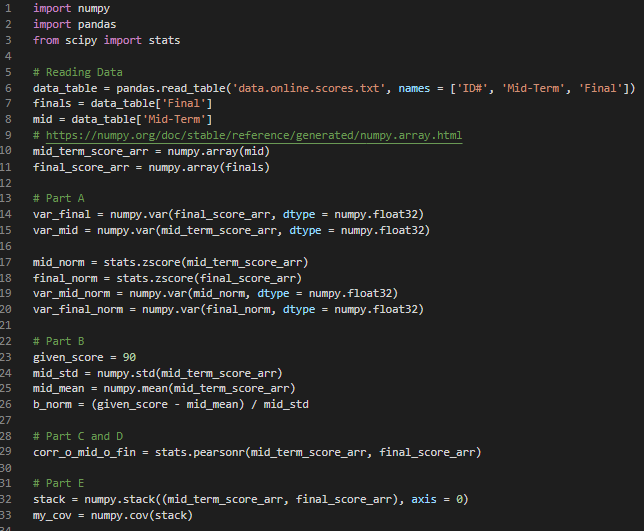 1 import numpy
2 import pandas
3 from scipy import stats
4
5 # Reading Data
6 data_table = pandas.read_table('data.online.scores.txt', names = ['ID#', 'Mid-Term', 'Final'])
7 finals = data_table['Final']
8 mid = data_table['Mid-Term']
9 # https://numpy.org/doc/stable/reference/generated/numpy.array.html
10 mid_term_score_arr = numpy.array(mid)
11 final_score_arr = numpy.array(finals)
12
13 # Part A
14 var_final = numpy.var(final_score_arr, dtype = numpy.float32)
15 var_mid = numpy.var(mid_term_score_arr, dtype = numpy.float32)
16
17 mid_norm = stats.zscore(mid_term_score_arr)
18 final_norm = stats.zscore(final_score_arr)
19 var_mid_norm = numpy.var(mid_norm, dtype = numpy.float32)
20 var_final_norm = numpy.var(final_norm, dtype = numpy.float32)
21
22 # Part B
23 given_score = 90
24 mid_std = numpy.std(mid_term_score_arr)
25 mid_mean = numpy.mean(mid_term_score_arr)
26 b_norm = (given_score - mid_mean) / mid_std
27
28 # Part C and D
29 corr_o_mid_o_fin = stats.pearsonr(mid_term_score_arr, final_score_arr)
30
31 # Part E
32 stack = numpy.stack((mid_term_score_arr, final_score_arr), axis = 0)
33 my_cov = numpy.cov(stack)